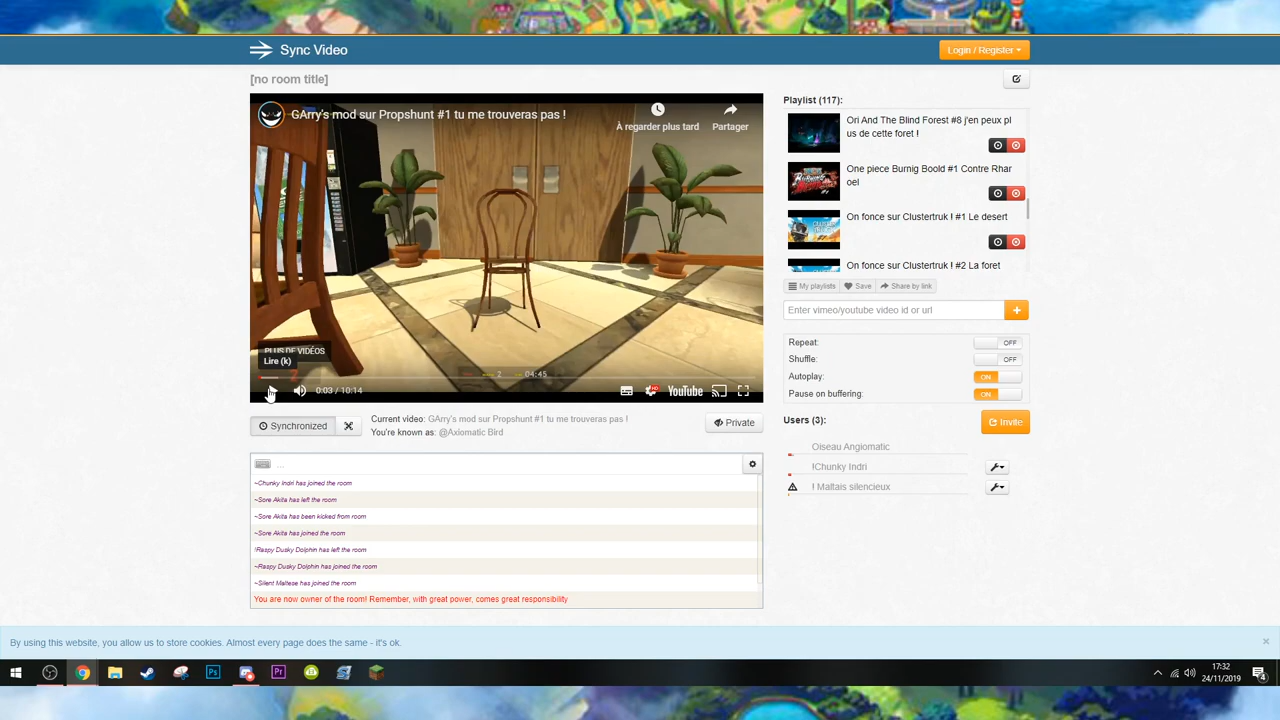 Sync Video
Login / Register
[no room title]
GArry's mod sur Propshunt #1 tu me trouveras pas !
À regarder plus tard
Partager
PLUS DE VIDÉOS
Lire (k)
2
04:45
0:03 / 10:14
HD
YouTube
Playlist (117):
Ori And The Blind Forest #8 j'en peux pl
us de cette foret !
One piece Burnig Boold #1 Contre Rhar
oel
On fonce sur Clustertruk ! #1 Le desert
On fonce sur Clustertruk ! #2 La foret
My playlists
Save
Share by link
Enter vimeo/youtube video id or url
Repeat:
OFF
Shuffle:
OFF
Autoplay:
ON
Pause on buffering:
ON
Synchronized
Current video: GArry's mod sur Propshunt #1 tu me trouveras pas !
You're known as: @Axiomatic Bird
Private
Users (3):
Invite
Oiseau Angiomatic
!Chunky Indri
! Maltais silencieux
...
~Chunky Indri has joined the room
~Sore Akita has left the room
~Sore Akita has been kicked from room
~Sore Akita has joined the room
!Raspy Dusky Dolphin has left the room
~Raspy Dusky Dolphin has joined the room
~Silent Maltese has joined the room
You are now owner of the room! Remember, with great power, comes great responsibility
By using this website, you allow us to store cookies. Almost every page does the same - it's ok.
×
Ps
Pr
17:32
24/11/2019
4